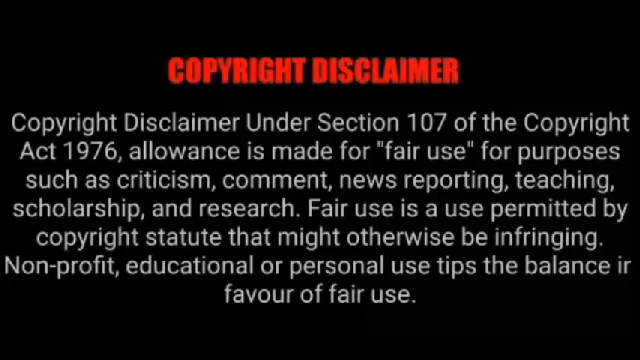 COPYRIGHT DISCLAIMER
Copyright Disclaimer Under Section 107 of the Copyright
Act 1976, allowance is made for "fair use" for purposes
such as criticism, comment, news reporting, teaching,
scholarship, and research. Fair use is a use permitted by
copyright statute that might otherwise be infringing.
Non-profit, educational or personal use tips the balance ir
favour of fair use.